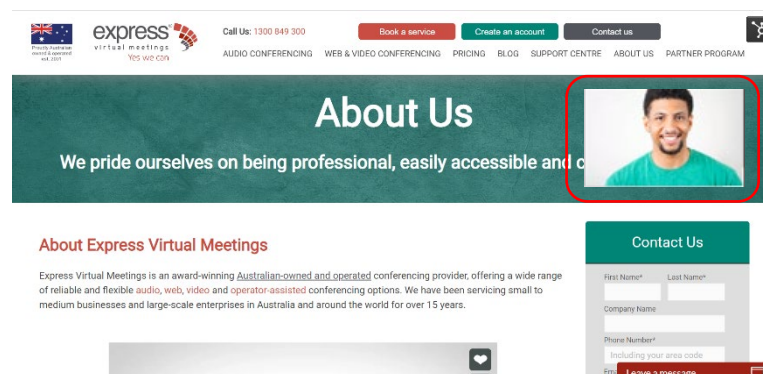 Proudly Australian
owned & operated
est. 2001
express
virtual meetings
Yes we can
Call Us: 1300 849 300
Book a service
Create an account
Contact us
AUDIO CONFERENCING WEB & VIDEO CONFERENCING PRICING BLOG SUPPORT CENTRE ABOUT US PARTNER PROGRAM
About Us
We pride ourselves on being professional, easily accessible and c
About Express Virtual Meetings
Express Virtual Meetings is an award-winning Australian-owned and operated conferencing provider, offering a wide range
of reliable and flexible audio, web, video and operator-assisted conferencing options. We have been servicing small to
medium businesses and large-scale enterprises in Australia and around the world for over 15 years.
Contact Us
First Name* Last Name*
Company Name
Phone Number*
Including your area code
Leave a message